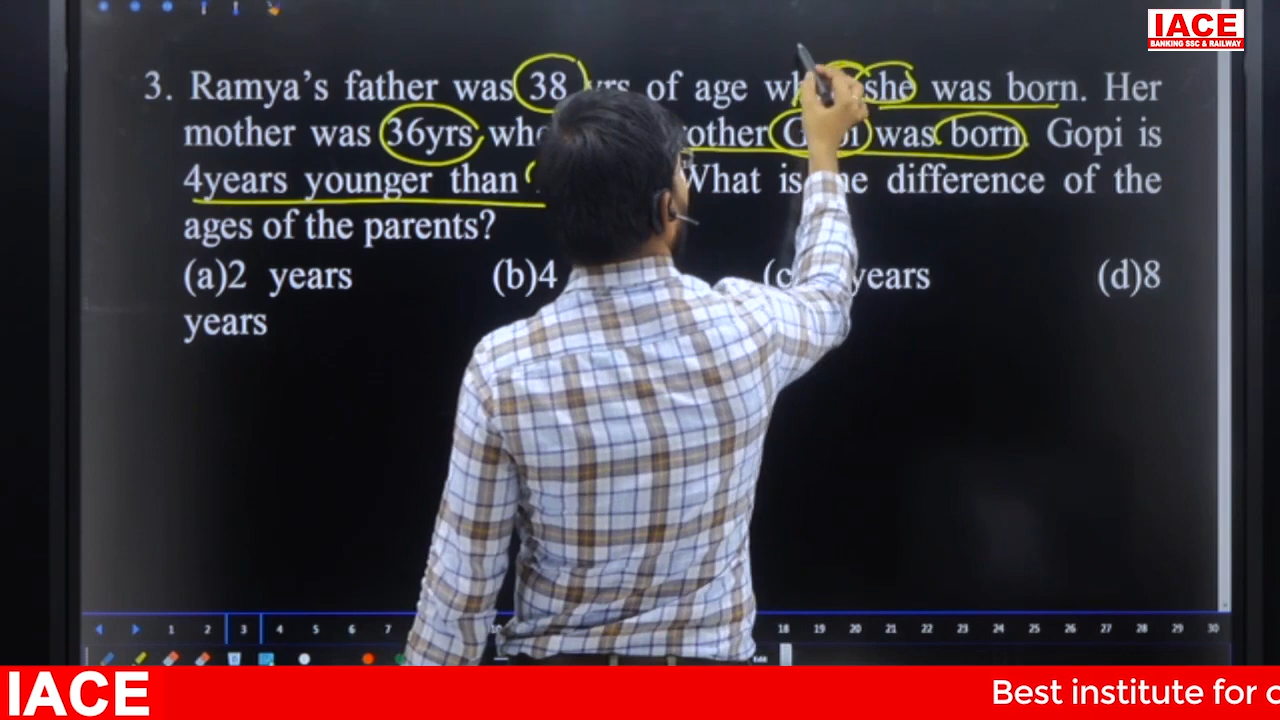 IACE
BANKING SSC & RAILWAY
3. Ramya's father was 38 yrs of age she was born. Her
mother was 36yrs Gopi was born. Gopi is
4years younger than What is the difference of the
ages of the parents?
(a)2 years (b)4 years (d)8
years
1 2 3 4 5 6 7 18 19 20 21 22 23 24 25 26 27 28 29 30
IACE
Best institute for